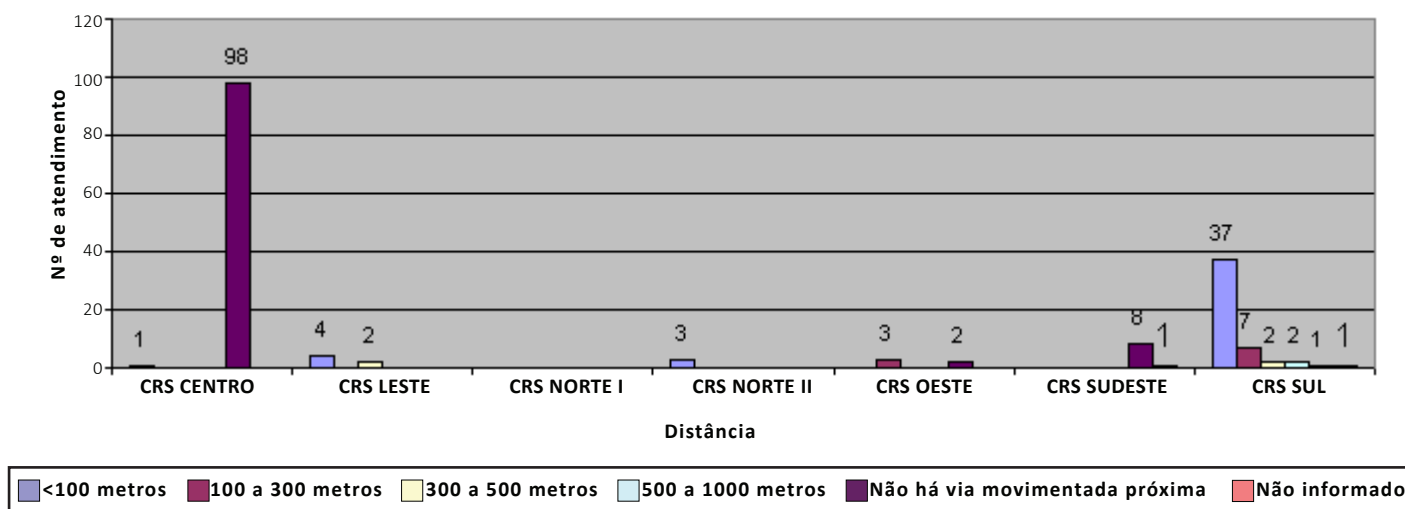 120
98
100
Nº de atendimento
80
60
40
37
20
1
4
2
3
3
2
8
1
7
2
2
1
1
0
CRS CENTRO
CRS LESTE
CRS NORTE I
CRS NORTE II
CRS OESTE
CRS SUDESTE
CRS SUL
Distância
<100 metros
100 a 300 metros
300 a 500 metros
500 a 1000 metros
Não há via movimentada próxima
Não informado